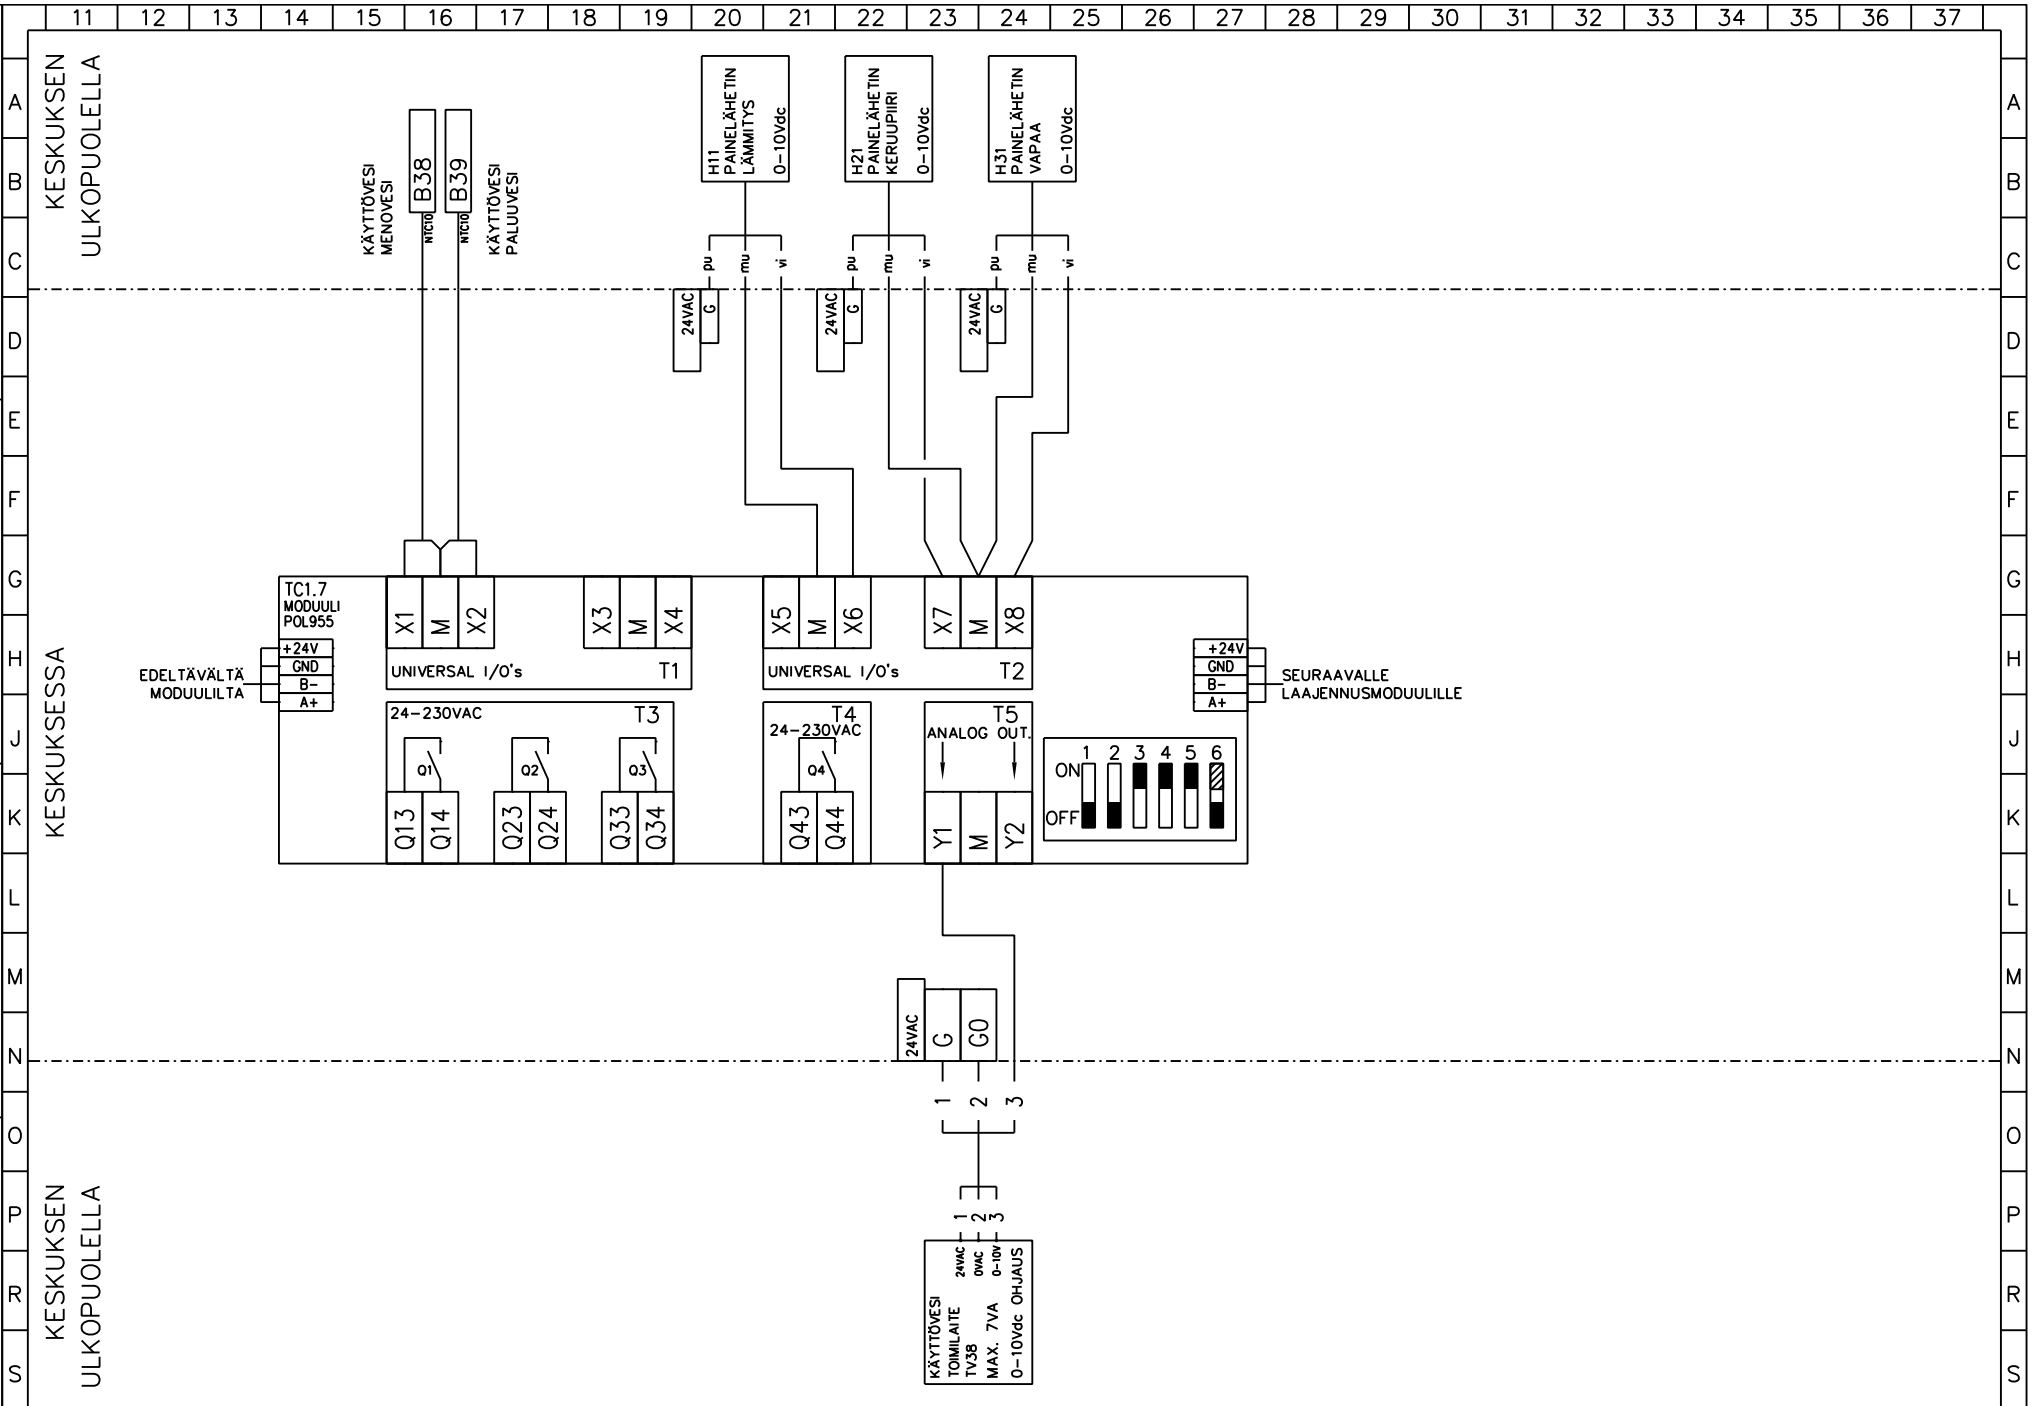 11 12 13 14 15 16 17 18 19 20 21 22 23 24 25 26 27 28 29 30 31 32 33 34 35 36 37
A
B
C
D
E
F
G
H
J
K
L
M
N
O
P
R
S
KESKUKSEN
ULKOPUOLELLA
KÄYTTÖVESI
MENOVESI
B38
NTC10
B39
NTC10
KÄYTTÖVESI
PALUUVESI
H11
PAINELÄHETIN
LÄMMITYS
0-10Vdc
H21
PAINELÄHETIN
KERUUPIIRI
0-10Vdc
H31
PAINELÄHETIN
VAPAA
0-10Vdc
pu mu vi
pu mu vi
pu mu vi
24VAC
G
24VAC
G
24VAC
G
KESKUKSESSA
EDELTÄVÄLTÄ
MODUULILTA
TC1.7
MODUULI
POL955
+24V
GND
B-
A+
X1 M X2
X3 M X4
UNIVERSAL I/O's T1
X5 M X6
X7 M X8
UNIVERSAL I/O's T2
+24V
GND
B-
A+
SEURAAVALLE
LAAJENNUSMODUULILLE
24-230VAC T3
Q1 Q2 Q3
Q13 Q14 Q23 Q24 Q33 Q34
T4
24-230VAC
Q4
Q43 Q44
T5
ANALOG OUT.
Y1 M Y2
1 2 3 4 5 6
ON
OFF
24VAC
G G0
1 2 3
KESKUKSEN
ULKOPUOLELLA
1 2 3
24VAC
0VAC
0-10V
KÄYTTÖVESI
TOIMILAITE
TV38
MAX. 7VA
0-10Vdc OHJAUS
A
B
C
D
E
F
G
H
J
K
L
M
N
O
P
R
S